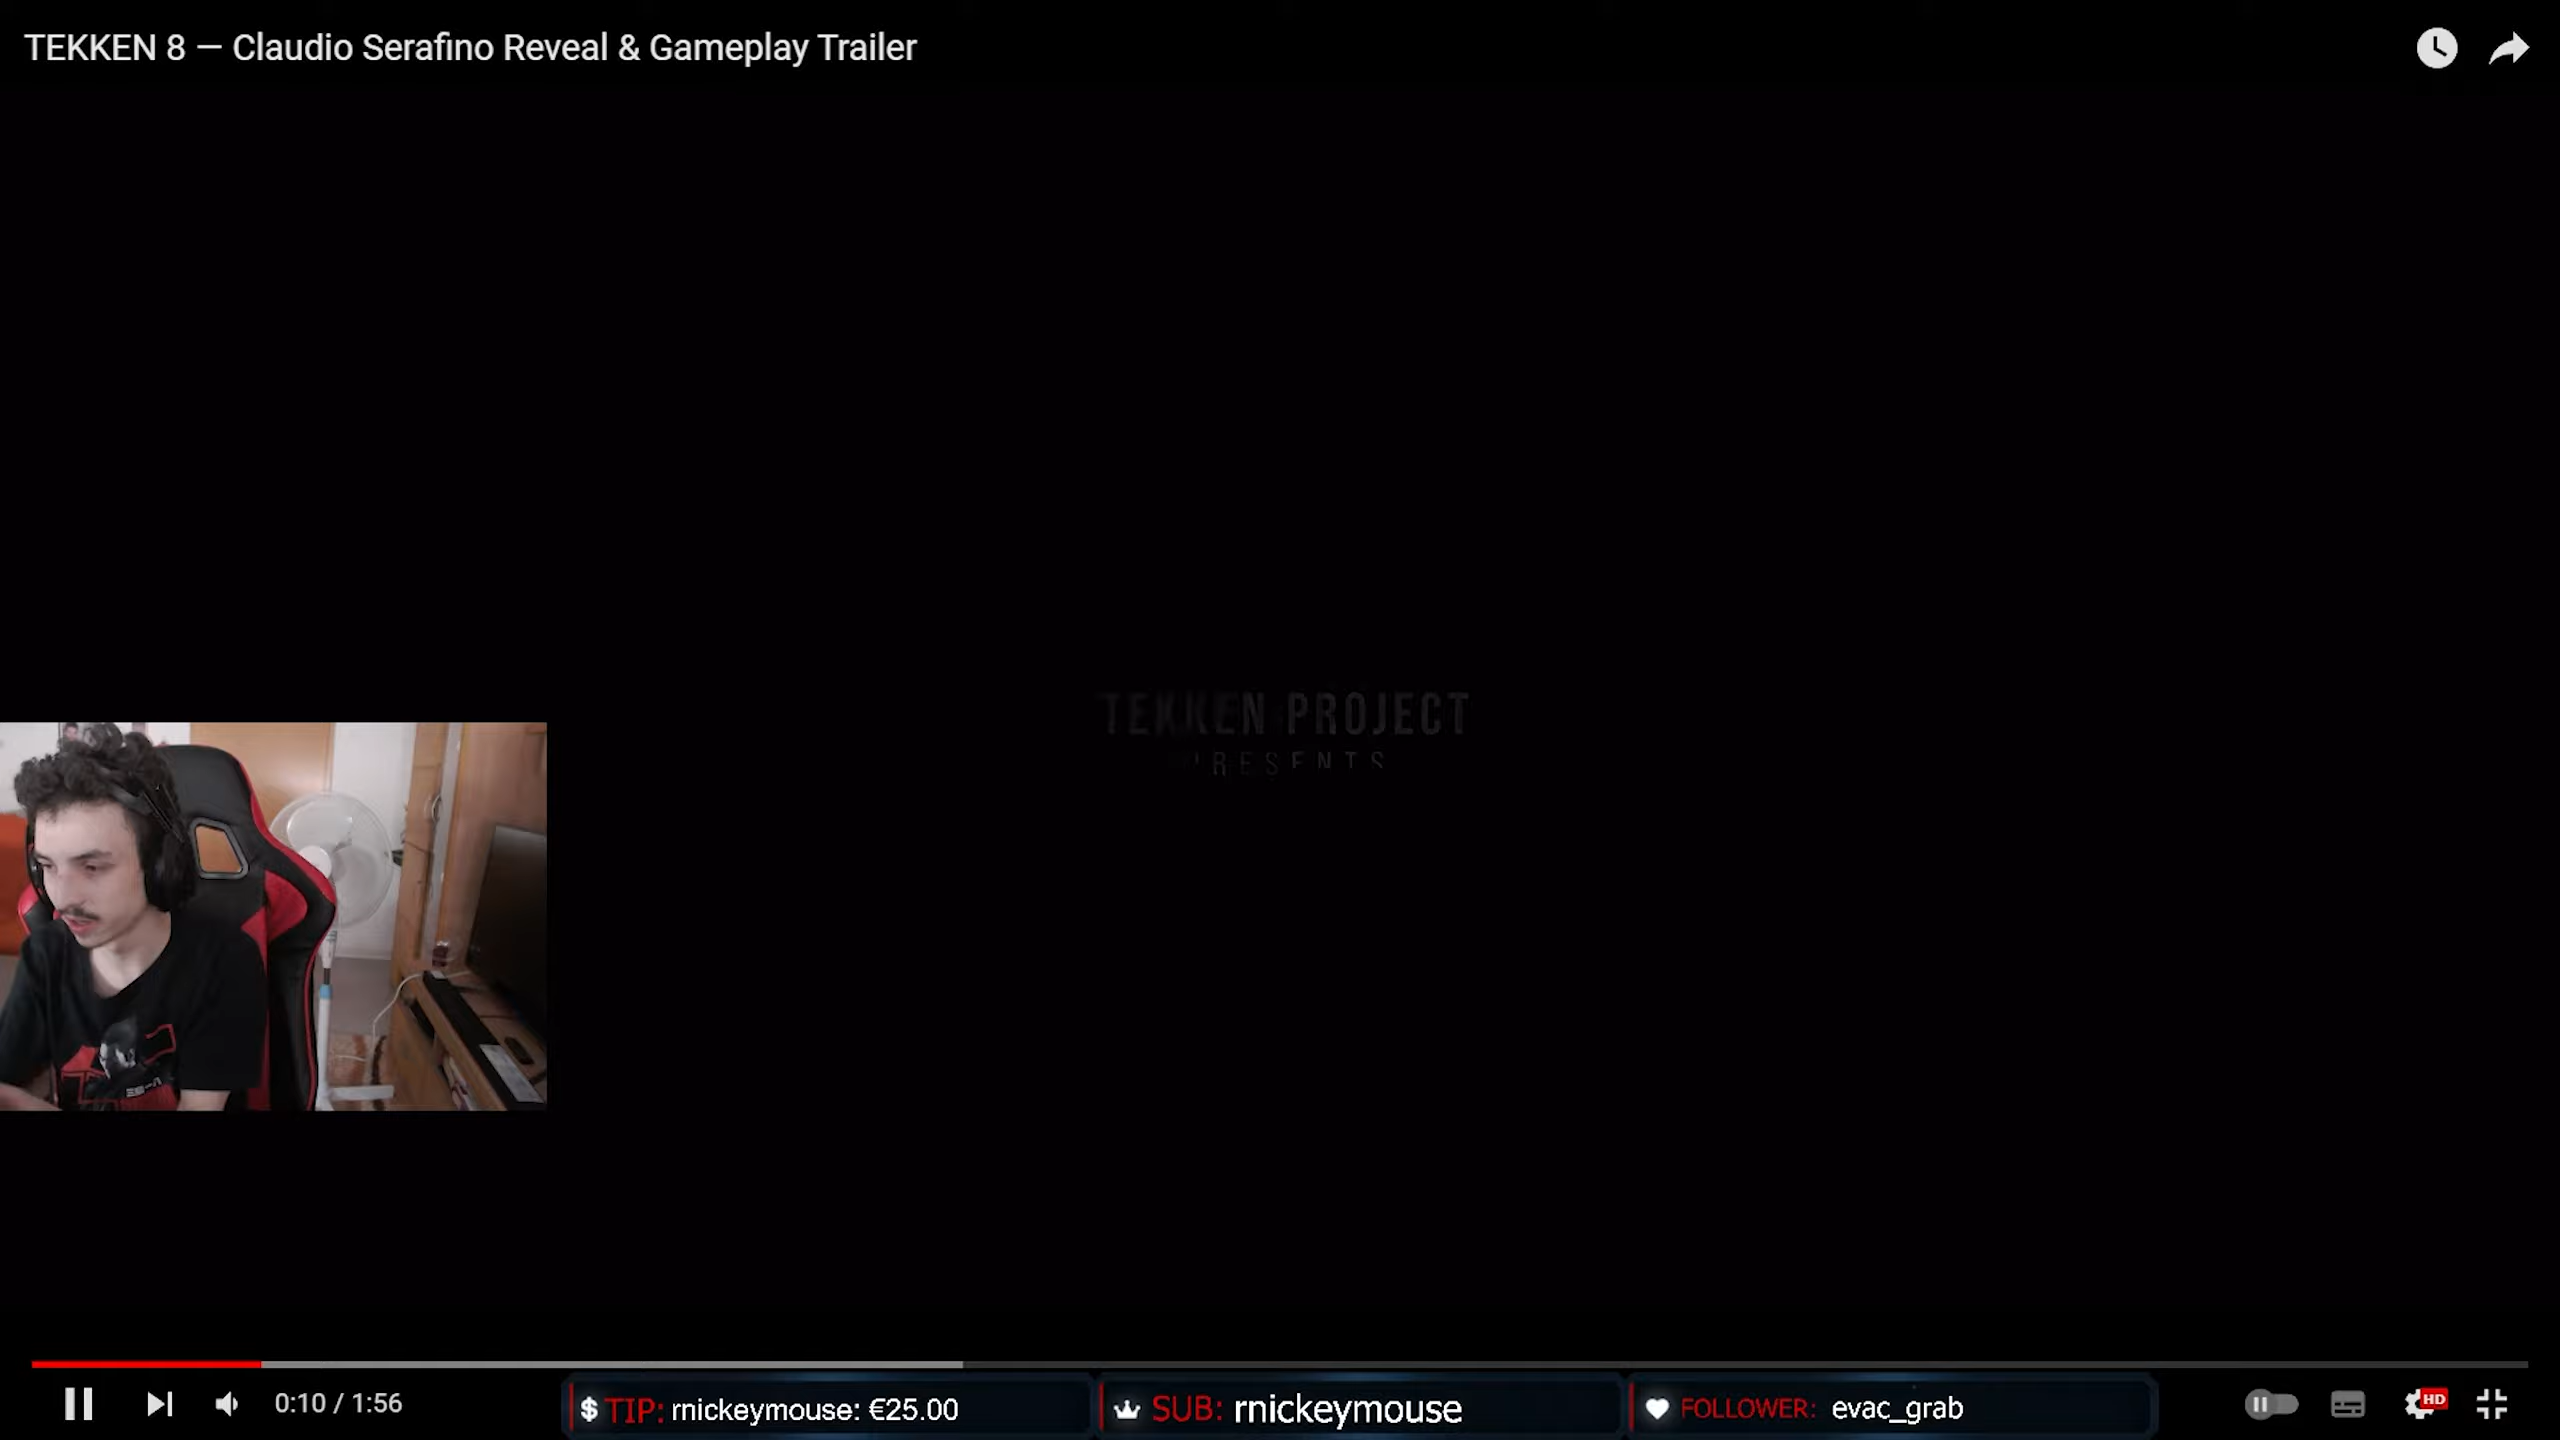 TEKKEN 8 — Claudio Serafino Reveal & Gameplay Trailer
TEKKEN PROJECT
PRESENTS
0:10 / 1:56
$ TIP: rnickeymouse: €25.00
SUB: rnickeymouse
FOLLOWER: evac_grab
HD